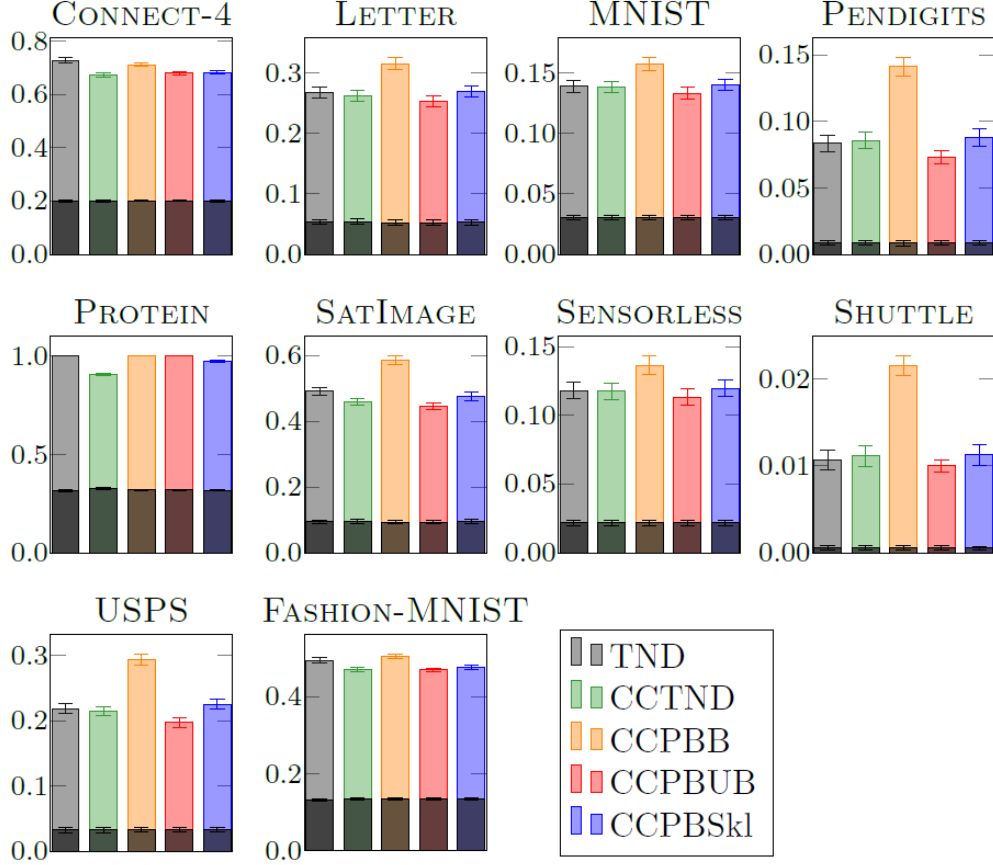 CONNECT-4
LETTER
MNIST
PENDIGITS
0.8
0.6
0.4
0.2
0.0
0.3
0.2
0.1
0.0
0.15
0.10
0.05
0.00
0.15
0.10
0.05
0.00
PROTEIN
SATIMAGE
SENSORLESS
SHUTTLE
1.0
0.5
0.0
0.6
0.4
0.2
0.0
0.15
0.10
0.05
0.00
0.02
0.01
0.00
USPS
FASHION-MNIST
0.3
0.2
0.1
0.0
0.4
0.2
0.0
TND
CCTND
CCPBB
CCPBUB
CCPBSkl